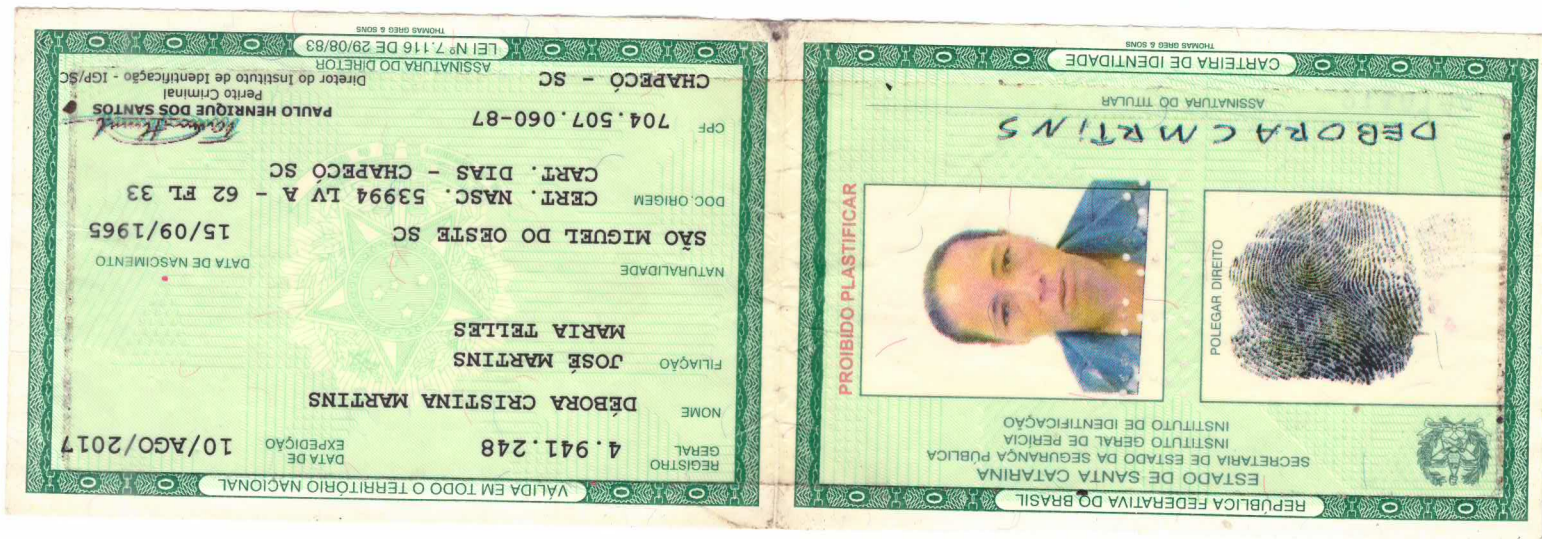 REPÚBLICA FEDERATIVA DO BRASIL
ESTADO DE SANTA CATARINA
SECRETARIA DE ESTADO DA SEGURANÇA PÚBLICA
INSTITUTO GERAL DE PERÍCIA
INSTITUTO DE IDENTIFICAÇÃO
POLEGAR DIREITO
PROIBIDO PLASTIFICAR
DEBORA C MRTINS
ASSINATURA DO TITULAR
CARTEIRA DE IDENTIDADE
THOMAS GREG & SONS
VÁLIDA EM TODO O TERRITÓRIO NACIONAL
REGISTRO GERAL 4.941.248 DATA DE EXPEDIÇÃO 10/AGO/2017
NOME DÉBORA CRISTINA MARTINS
FILIAÇÃO JOSÉ MARTINS
MARIA TELLES
NATURALIDADE DATA DE NASCIMENTO
SÃO MIGUEL DO OESTE SC 15/09/1965
DOC. ORIGEM CERT. NASC. 53994 LV A - 62 FL 33
CART. DIAS - CHAPECÓ SC
CPF 704.507.060-87
PAULO HENRIQUE DOS SANTOS
Perito Criminal
CHAPECÓ - SC Diretor do Instituto de Identificação - IGP/SC
ASSINATURA DO DIRETOR
LEI Nº 7.116 DE 29/08/83
THOMAS GREG & SONS